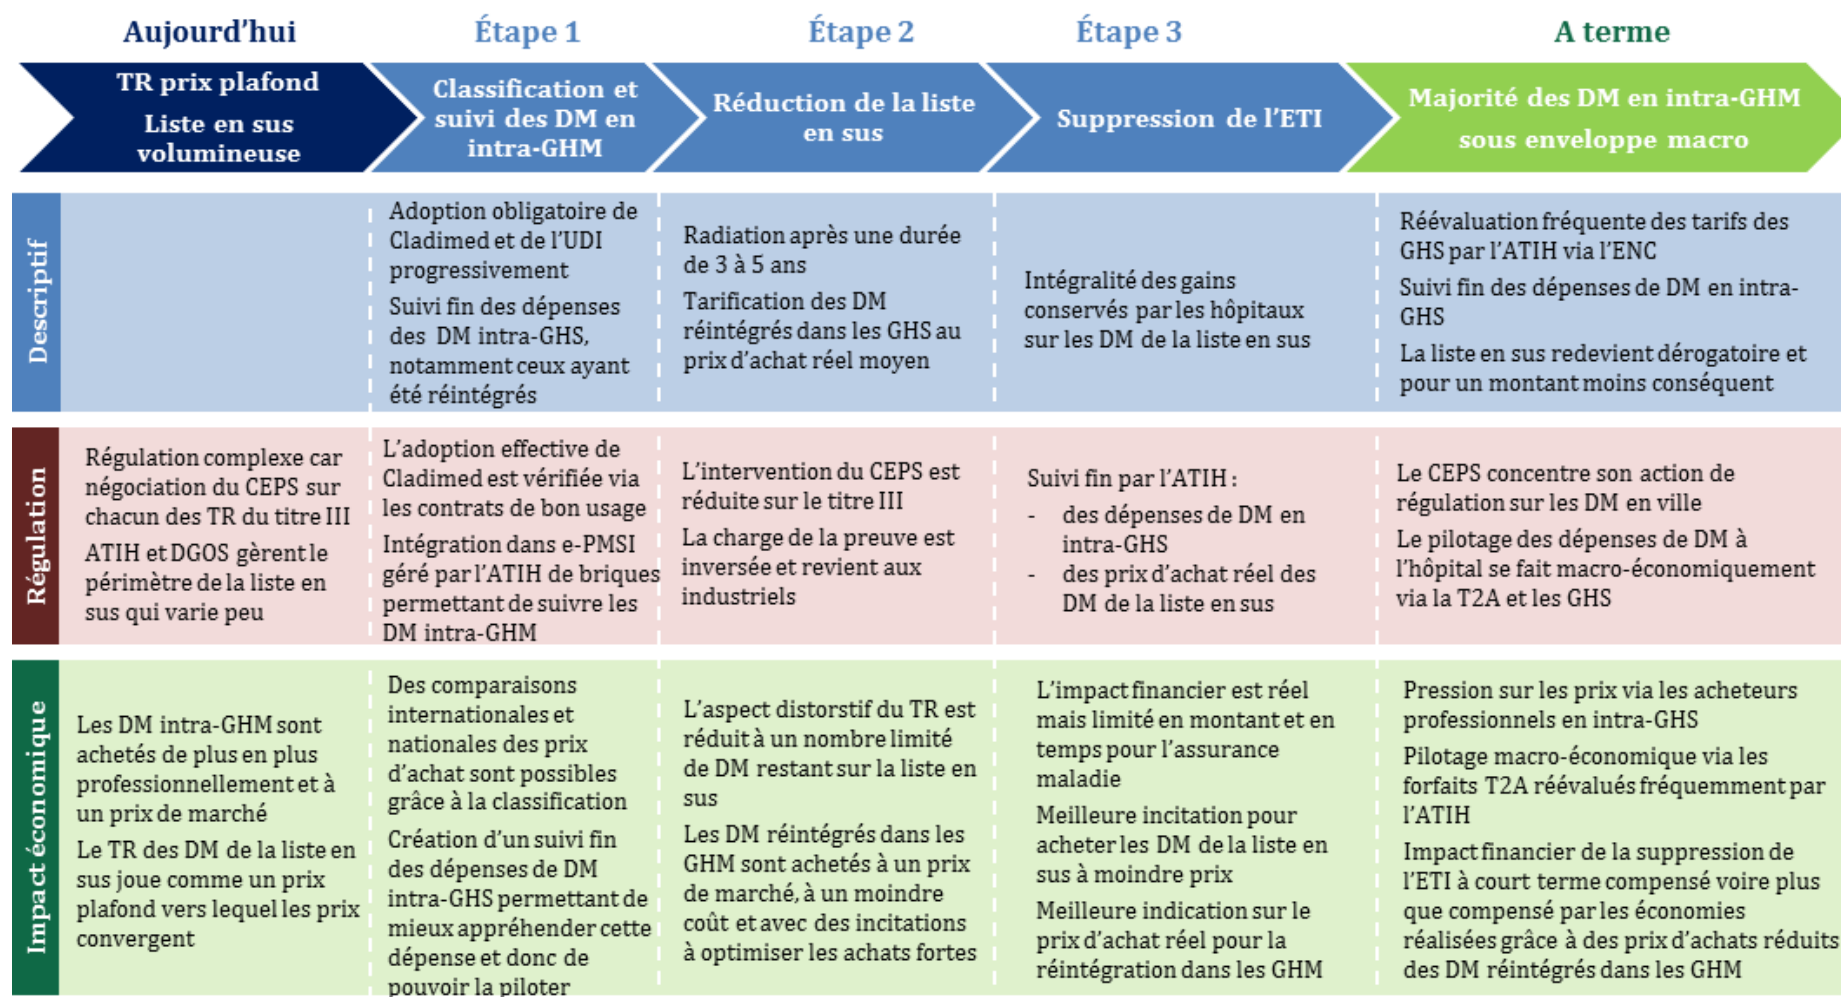 Aujourd’hui
Étape 1
Étape 2
Étape 3
A terme
TR prix plafond
Liste en sus
volumineuse
Classification et
suivi des DM en
intra-GHM
Réduction de la liste
en sus
Suppression de l’ETI
Majorité des DM en intra-GHM
sous enveloppe macro
Descriptif
Adoption obligatoire de
Cladimed et de l’UDI
progressivement
Suivi fin des dépenses
des DM intra-GHS,
notamment ceux ayant
été réintégrés
Radiation après une durée
de 3 à 5 ans
Tarification des DM
réintégrés dans les GHS au
prix d’achat réel moyen
Intégralité des gains
conservés par les hôpitaux
sur les DM de la liste en sus
Réévaluation fréquente des tarifs des
GHS par l’ATIH via l’ENC
Suivi fin des dépenses de DM en intra-
GHS
La liste en sus redevient dérogatoire et
pour un montant moins conséquent
Régulation
Régulation complexe car
négociation du CEPS sur
chacun des TR du titre III
ATIH et DGOS gèrent le
périmètre de la liste en
sus qui varie peu
L’adoption effective de
Cladimed est vérifiée via
les contrats de bon usage
Intégration dans e-PMSI
géré par l’ATIH de briques
permettant de suivre les
DM intra-GHM
L’intervention du CEPS est
réduite sur le titre III
La charge de la preuve est
inversée et revient aux
industriels
Suivi fin par l’ATIH :
- des dépenses de DM en
intra-GHS
- des prix d’achat réel des
DM de la liste en sus
Le CEPS concentre son action de
régulation sur les DM en ville
Le pilotage des dépenses de DM à
l’hôpital se fait macro-économiquement
via la T2A et les GHS
Impact économique
Les DM intra-GHM sont
achetés de plus en plus
professionnellement et à
un prix de marché
Le TR des DM de la liste en
sus joue comme un prix
plafond vers lequel les prix
convergent
Des comparaisons
internationales et
nationales des prix
d’achat sont possibles
grâce à la classification
Création d’un suivi fin
des dépenses de DM
intra-GHS permettant de
mieux appréhender cette
dépense et donc de
pouvoir la piloter
L’aspect distorstif du TR est
réduit à un nombre limité
de DM restant sur la liste en
sus
Les DM réintégrés dans les
GHM sont achetés à un prix
de marché, à un moindre
coût et avec des incitations
à optimiser les achats fortes
L’impact financier est réel
mais limité en montant et en
temps pour l’assurance
maladie
Meilleure incitation pour
acheter les DM de la liste en
sus à moindre prix
Meilleure indication sur le
prix d’achat réel pour la
réintégration dans les GHM
Pression sur les prix via les acheteurs
professionnels en intra-GHS
Pilotage macro-économique via les
forfaits T2A réévalués fréquemment par
l’ATIH
Impact financier de la suppression de
l’ETI à court terme compensé voire plus
que compensé par les économies
réalisées grâce à des prix d’achats réduits
des DM réintégrés dans les GHM